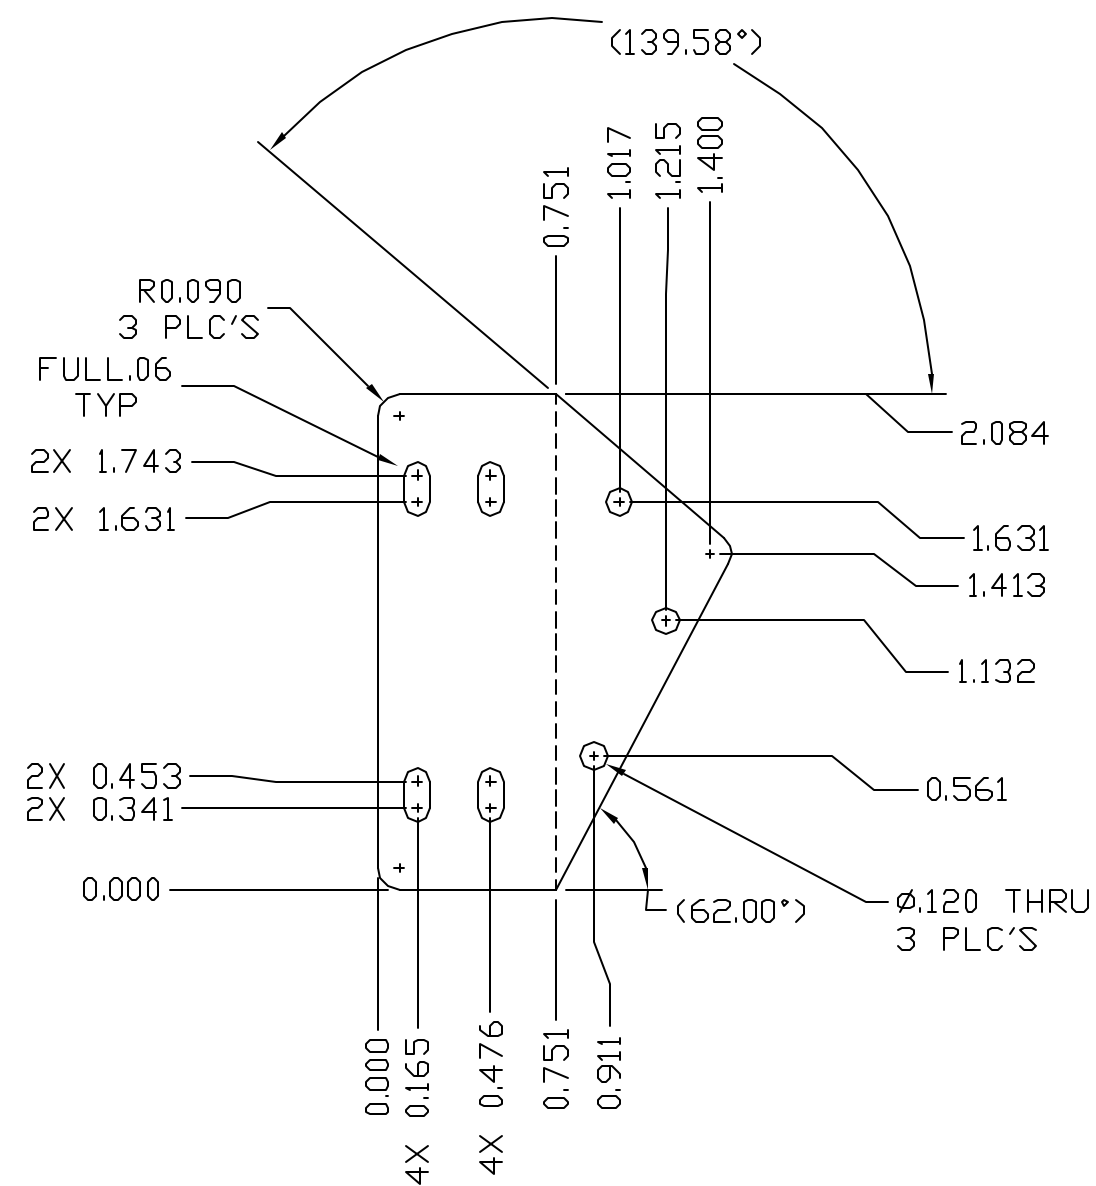 (139.58°)
0.751
1.017
1.215
1.400
R0.090
3 PLC'S
FULL.06
TYP
2X 1.743
2X 1.631
2.084
1.631
1.413
1.132
2X 0.453
2X 0.341
0.561
0.000
(62.00°)
Ø.120 THRU
3 PLC'S
0.000
4X 0.165
4X 0.476
0.751
0.911